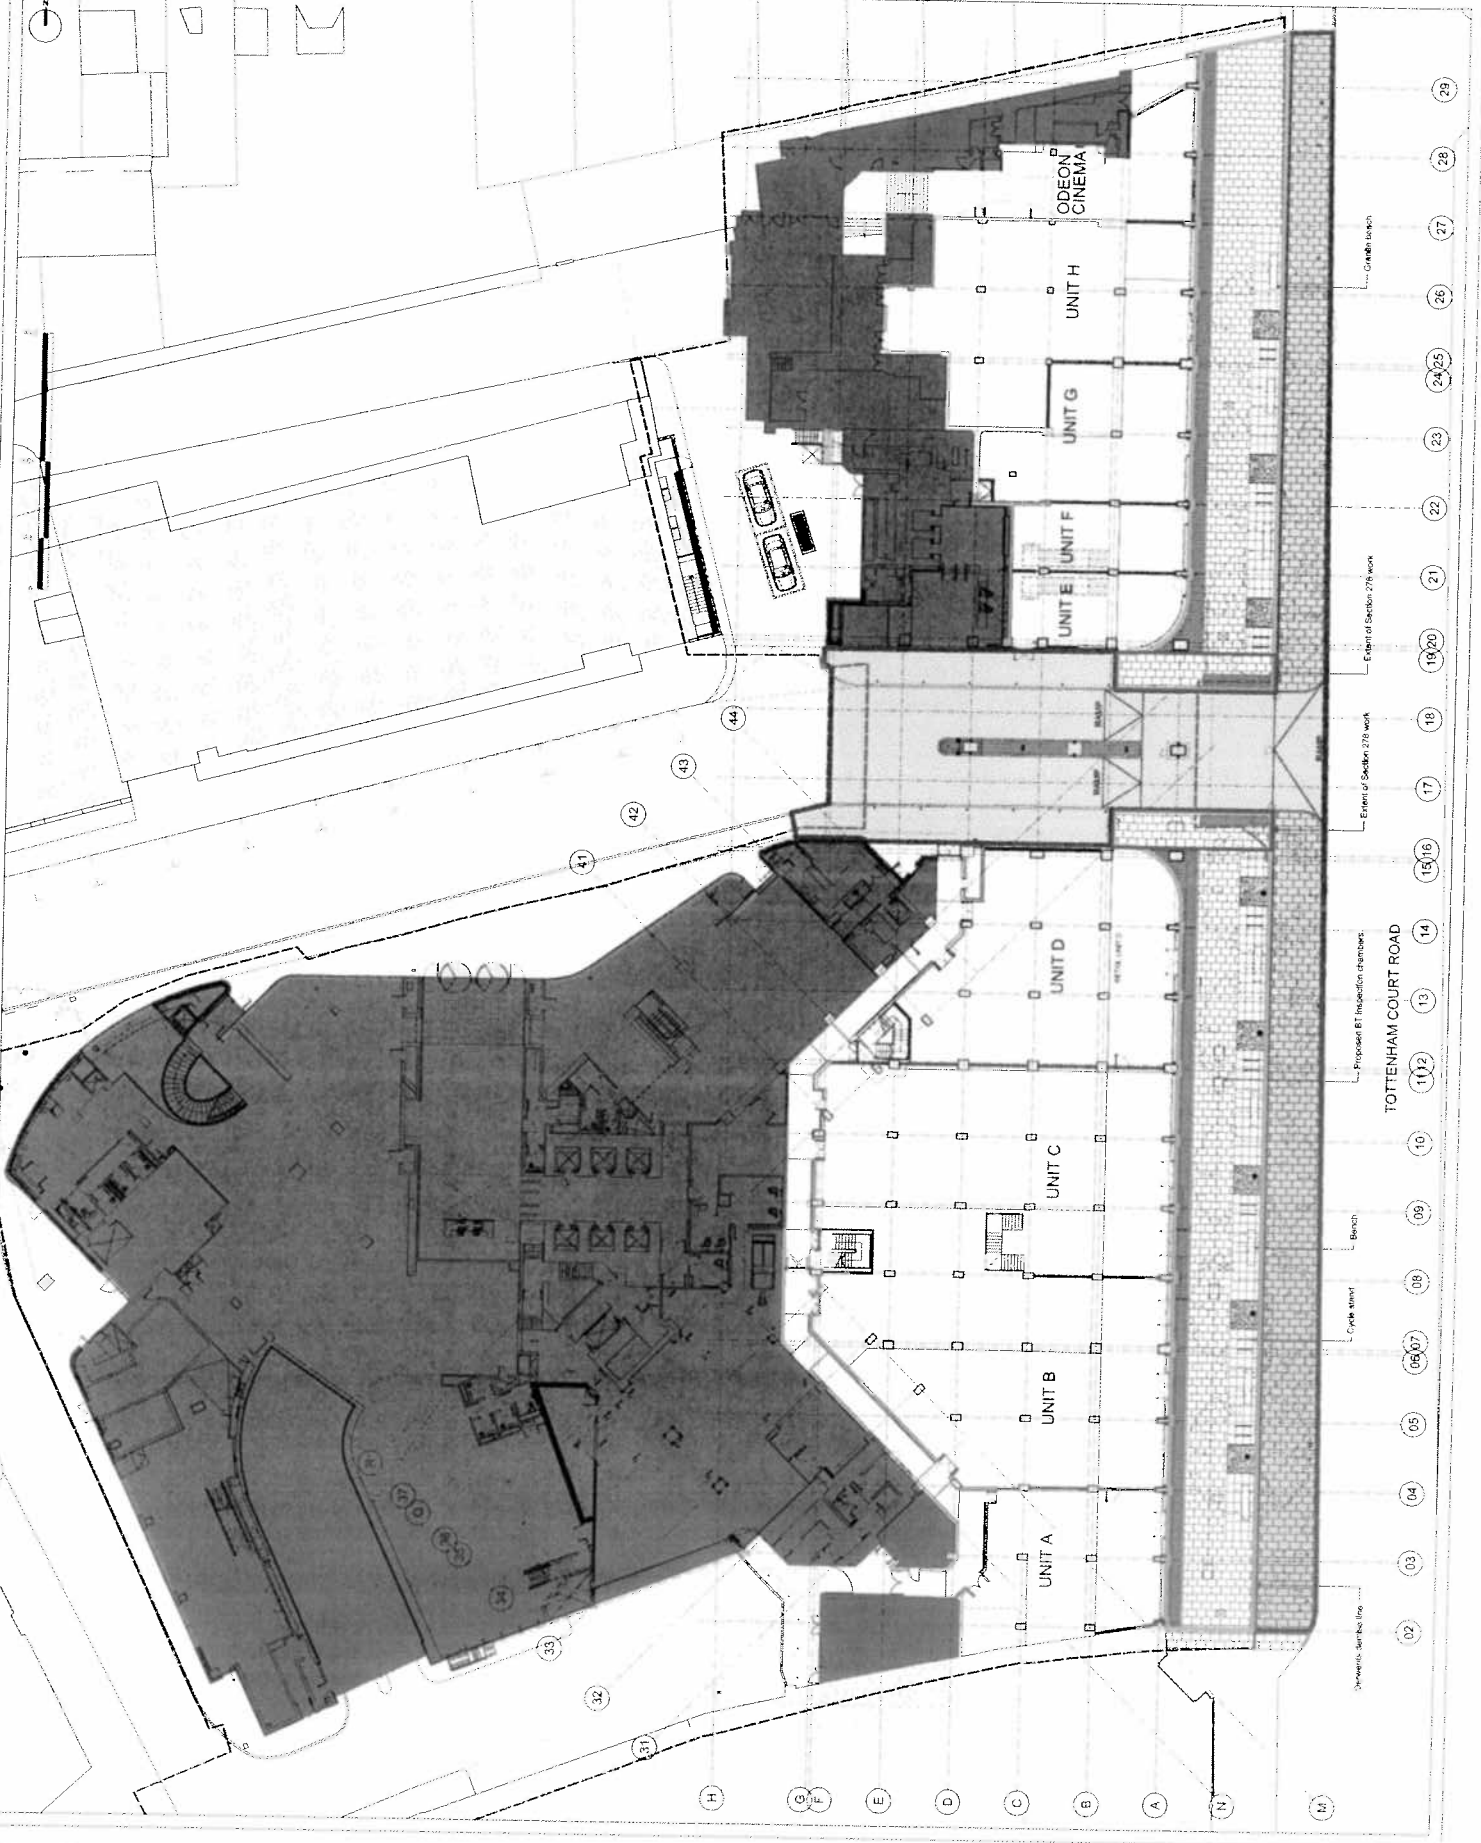 N
ODEON
CINEMA
UNIT H
UNIT G
UNIT F
UNIT E
UNIT D
UNIT C
UNIT B
UNIT A
RAMP
RAMP
RAMP
TOTTENHAM COURT ROAD
Granite bench
Extent of Section 278 work
Extent of Section 278 work
Proposed BT Inspection chambers
Bench
Cycle stand
Derwents demise line
29
28
27
26
25
24
23
22
21
20
19
18
17
16
15
14
13
12
11
10
09
08
07
06
05
04
03
02
44
43
42
41
33
32
31
H
G
F
E
D
C
B
A
N
M